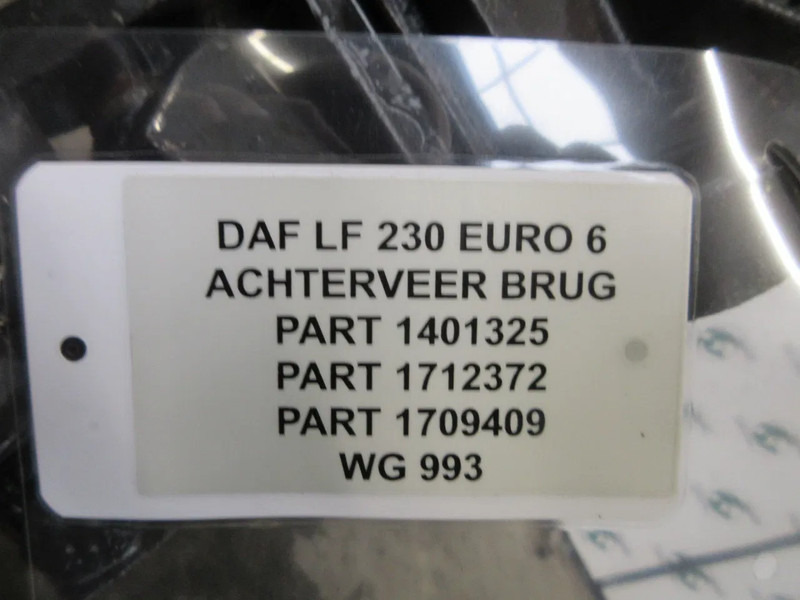 DAF LF 230 EURO 6
ACHTERVEER BRUG
PART 1401325
PART 1712372
PART 1709409
WG 993